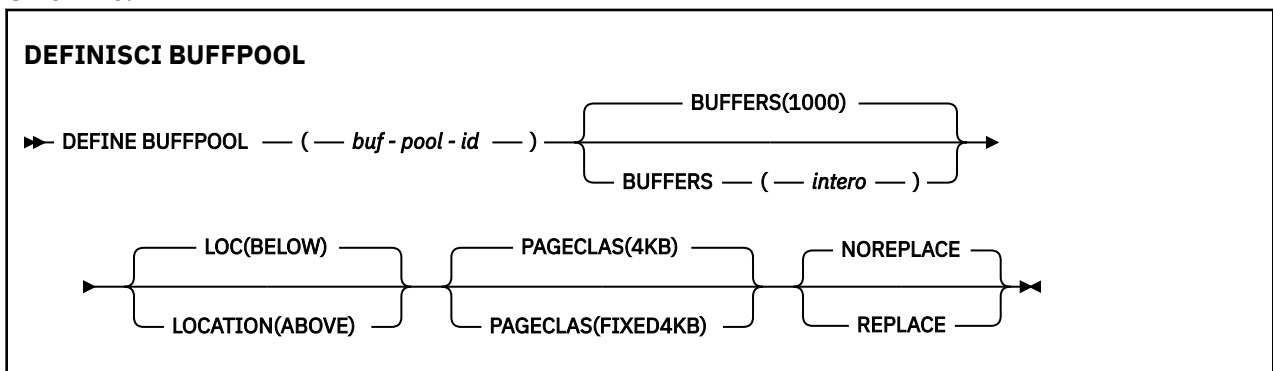 DEFINISCI BUFFPOOL
BUFFERS(1000)
DEFINE BUFFPOOL ( buf - pool - id )
BUFFERS ( intero )
LOC(BELOW) PAGECLAS(4KB) NOREPLACE
LOCATION(ABOVE) PAGECLAS(FIXED4KB) REPLACE